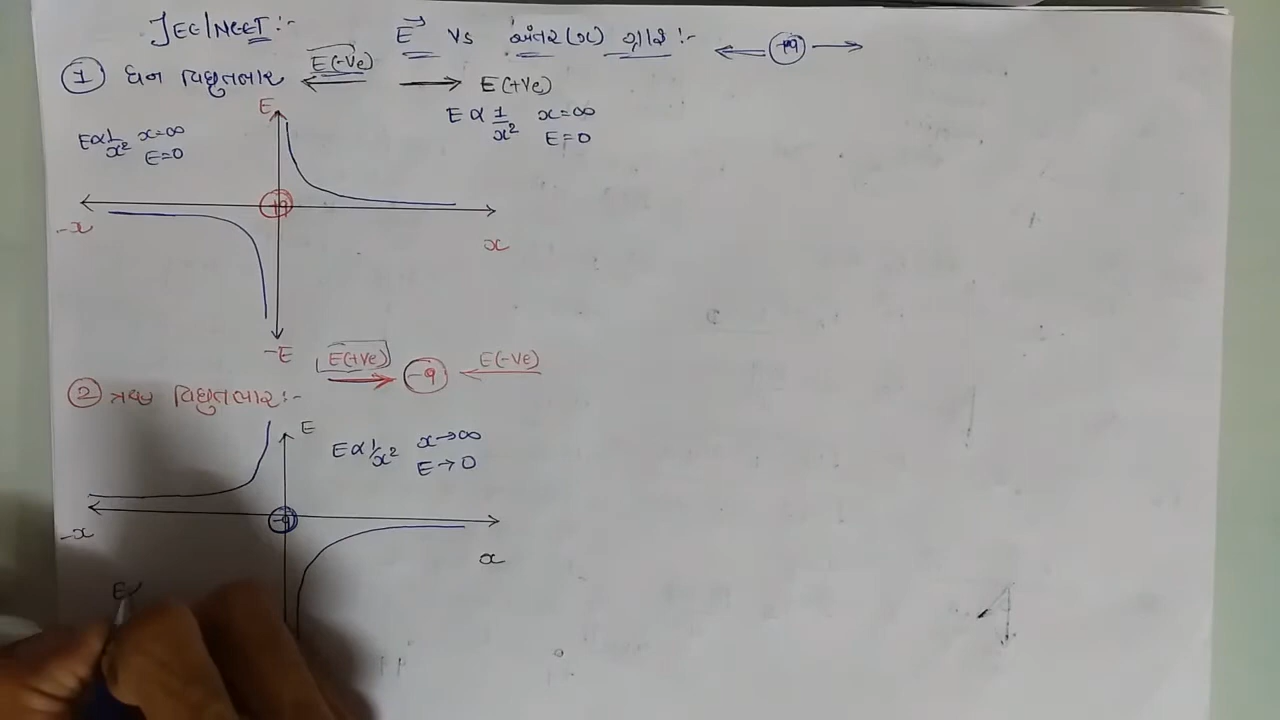 JEE/NEET :-
E⃗ Vs અંતર(x) ગ્રાફ :-
+q
① ધન વિદ્યુતભાર E(-Ve) E(+Ve)
E∝1/x² x=∞
E=0
E
E∝1/x² x=∞
E=0
+q
-x
x
-E
② ઋણ વિદ્યુતભાર:-
E(+Ve) -q E(-Ve)
E
E∝1/x² x→∞
E→0
-q
-x
x
E